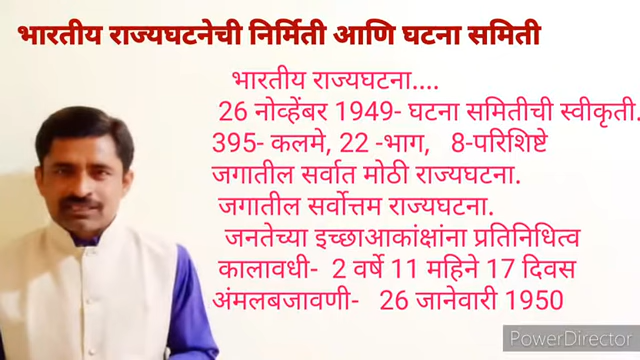 भारतीय राज्यघटनेची निर्मिती आणि घटना समिती
भारतीय राज्यघटना....
26 नोव्हेंबर 1949- घटना समितीची स्वीकृती.
395- कलमे, 22 -भाग, 8-परिशिष्टे
जगातील सर्वात मोठी राज्यघटना.
जगातील सर्वोत्तम राज्यघटना.
जनतेच्या इच्छाआकांक्षांना प्रतिनिधित्व
कालावधी- 2 वर्षे 11 महिने 17 दिवस
अंमलबजावणी- 26 जानेवारी 1950
PowerDirector